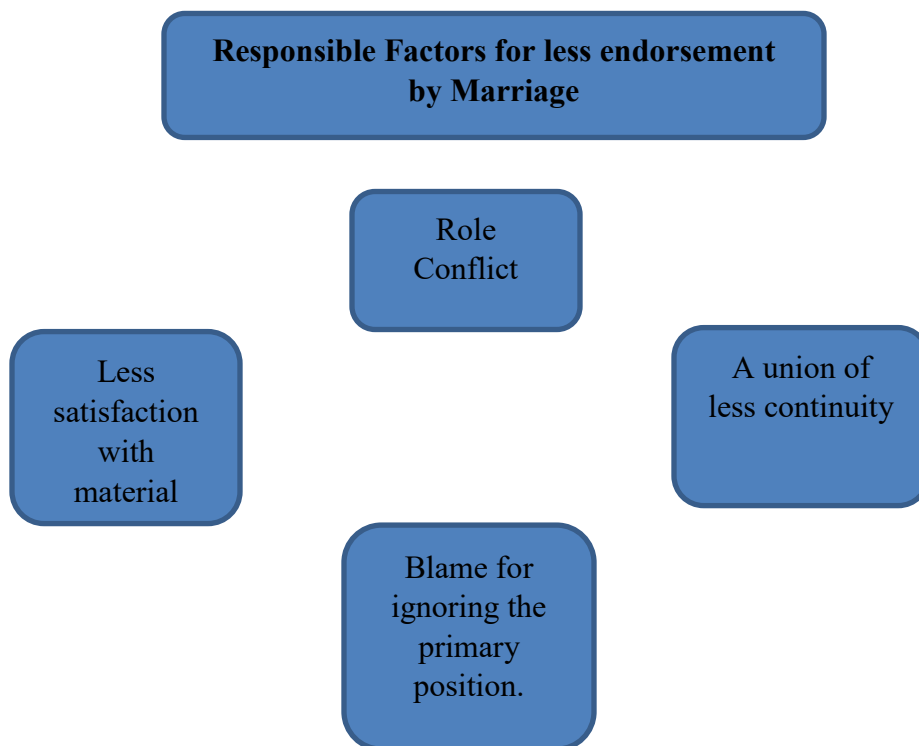 Responsible Factors for less endorsement
by Marriage
Role
Conflict
Less
satisfaction
with
material
A union of
less continuity
Blame for
ignoring the
primary
position.